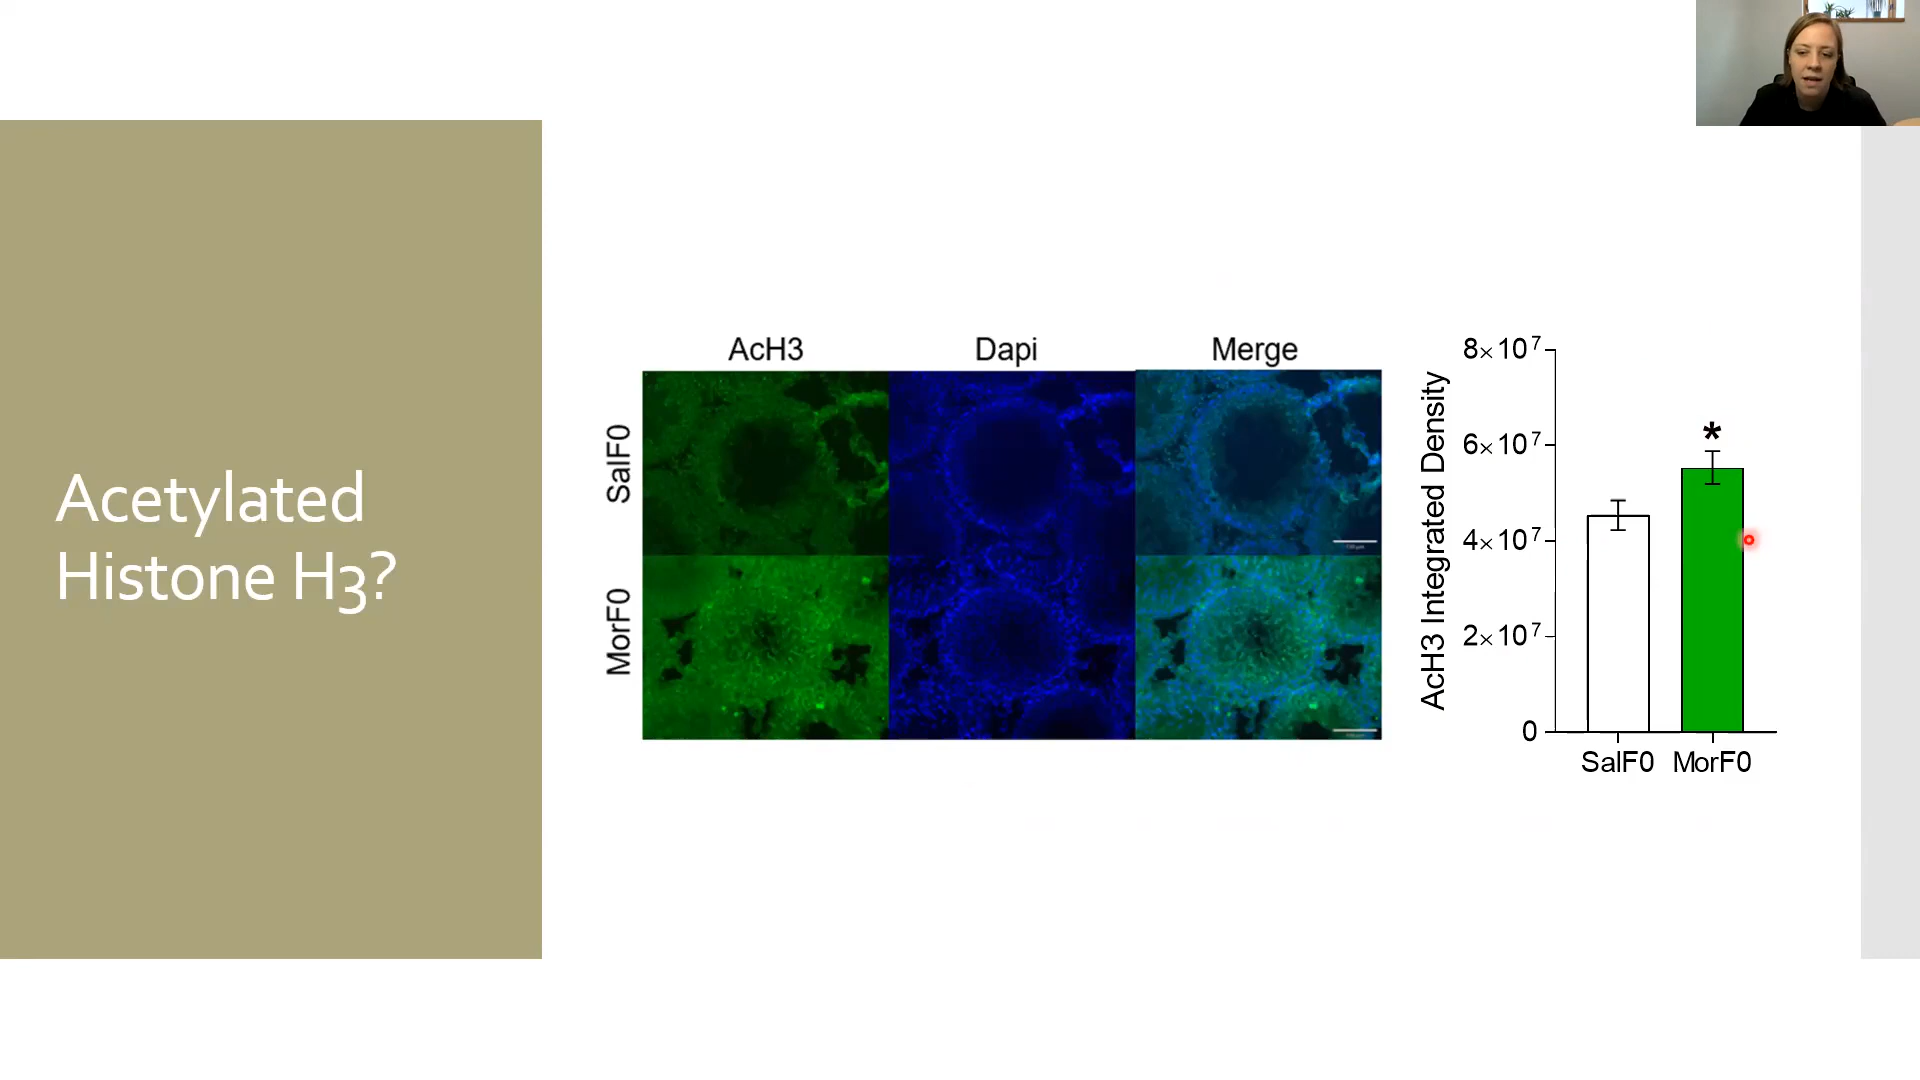 Acetylated
Histone H3?
AcH3 Dapi Merge
SalF0
MorF0
AcH3 Integrated Density
8×10⁷
6×10⁷
4×10⁷
2×10⁷
0
*
SalF0 MorF0